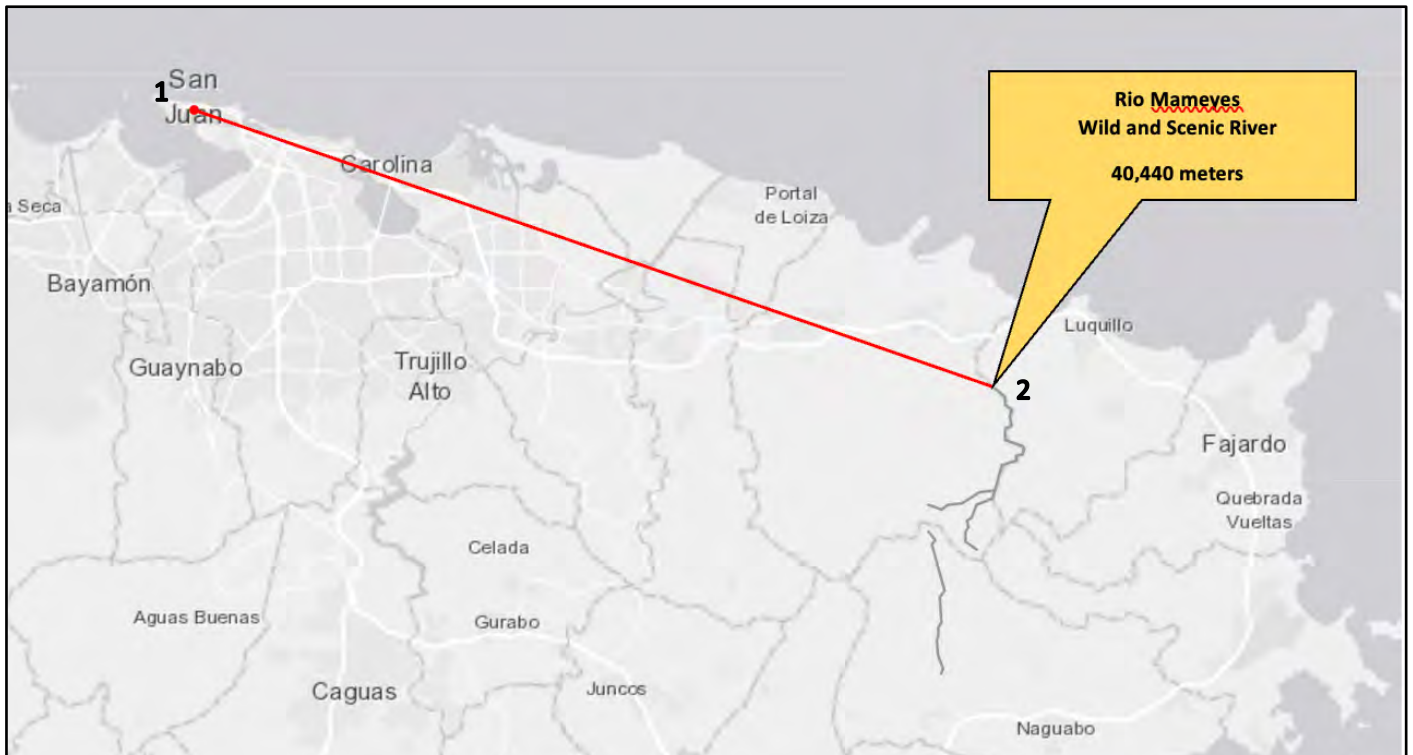 1
San
Juan
Carolina
a Seca
Bayamón
Guaynabo
Trujillo
Alto
Portal
de Loiza
Rio Mameyes
Wild and Scenic River
40,440 meters
Luquillo
2
Fajardo
Quebrada
Vueltas
Celada
Aguas Buenas
Gurabo
Caguas
Juncos
Naguabo